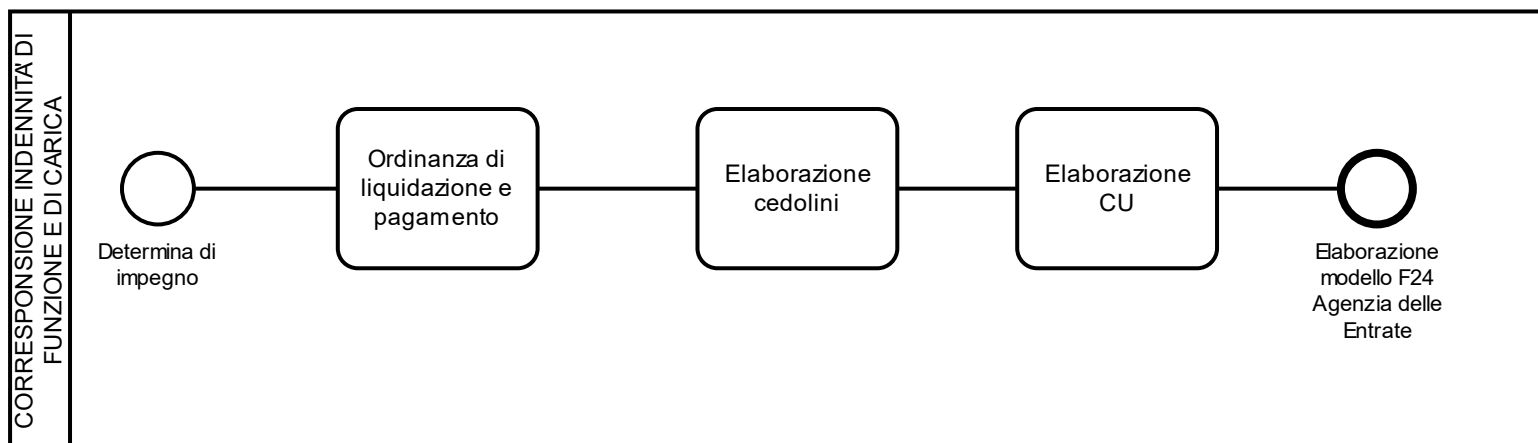 CORRESPONSIONE INDENNITA' DI
FUNZIONE E DI CARICA
Determina di
impegno
Ordinanza di
liquidazione e
pagamento
Elaborazione
cedolini
Elaborazione
CU
Elaborazione
modello F24
Agenzia delle
Entrate